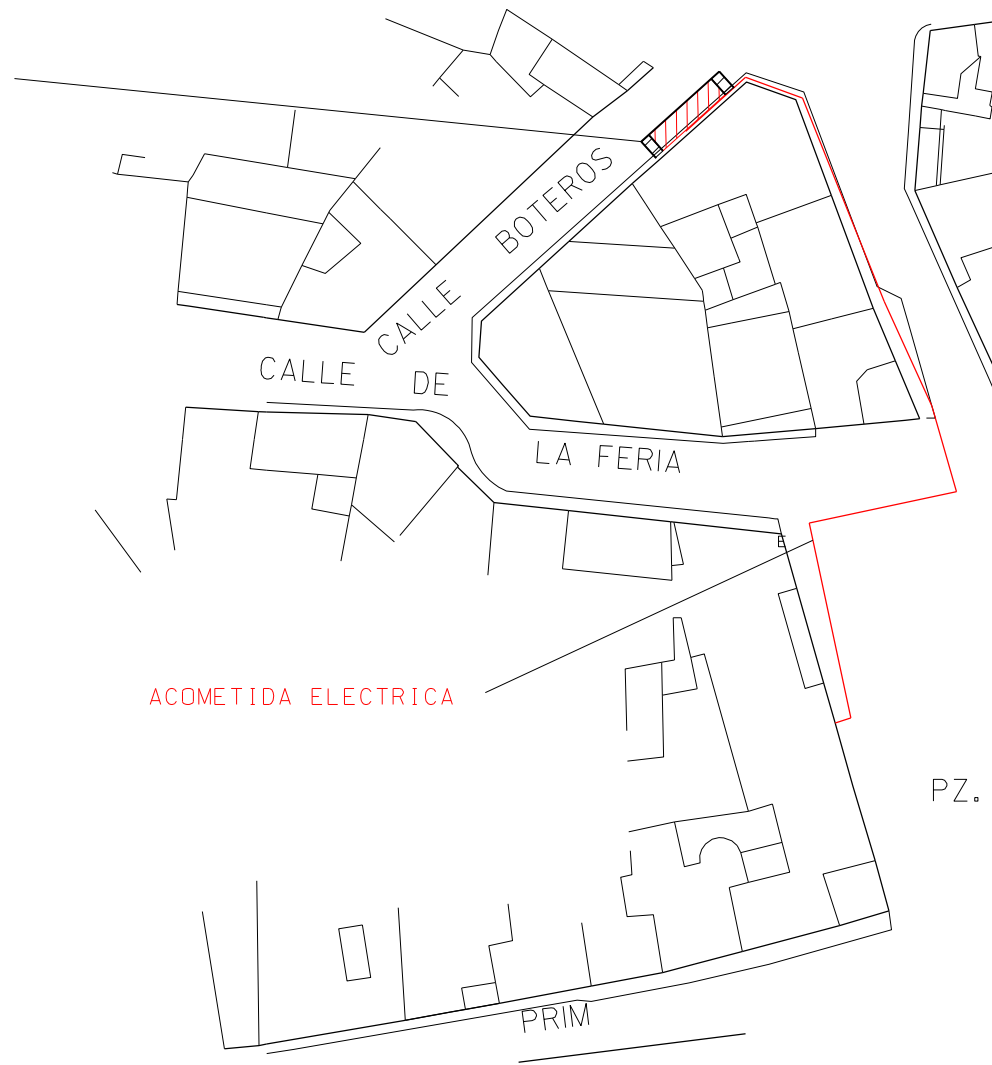 CALLE BOTEROS
CALLE DE
LA FERIA
ACOMETIDA ELECTRICA
PZ.
PRIM